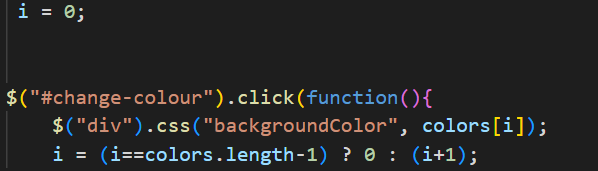 i = 0;
$("#change-colour").click(function(){
$("div").css("backgroundColor", colors[i]);
i = (i==colors.length-1) ? 0 : (i+1);